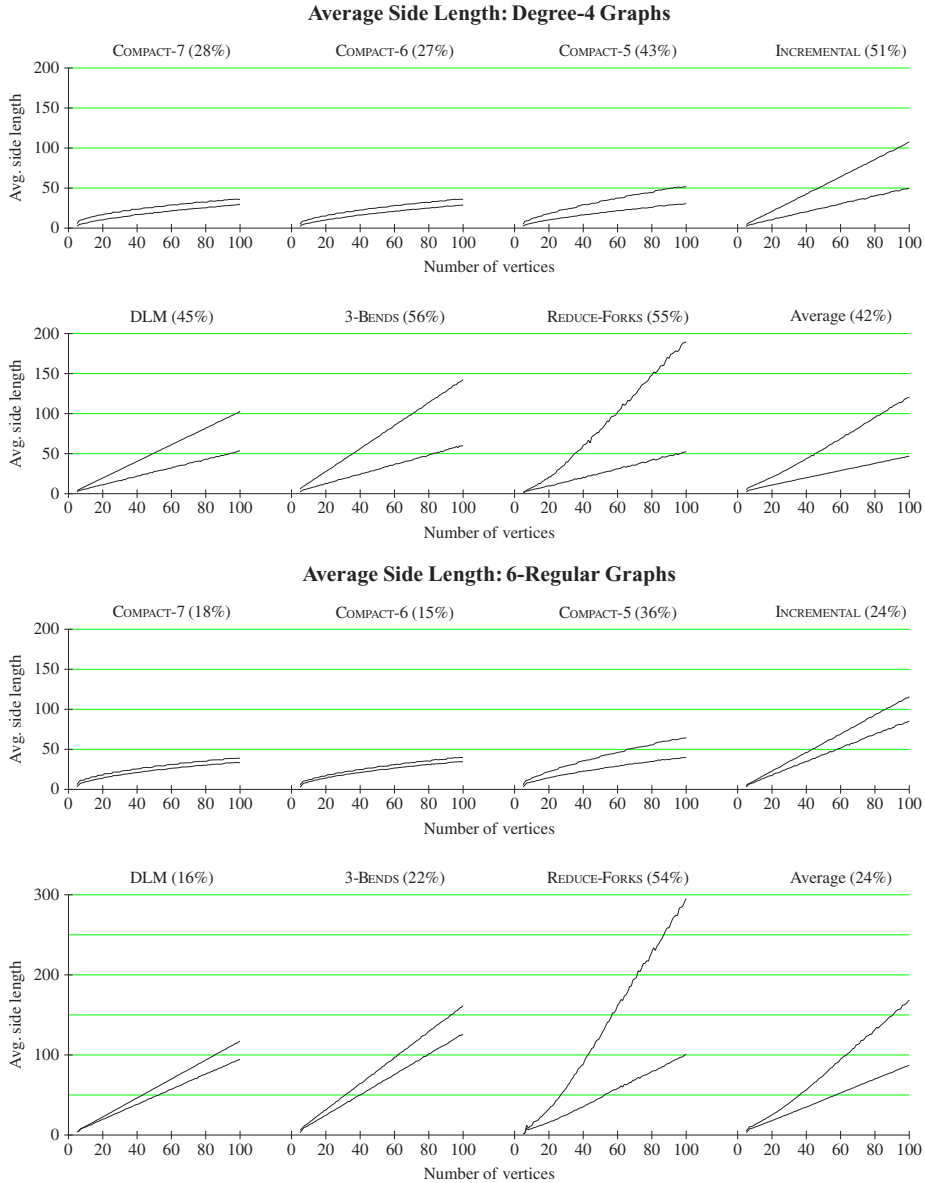 Average Side Length: Degree-4 Graphs
COMPACT-7 (28%) COMPACT-6 (27%) COMPACT-5 (43%) INCREMENTAL (51%)
200
150
100
50
0
Avg. side length
0 20 40 60 80 100 0 20 40 60 80 100 0 20 40 60 80 100 0 20 40 60 80 100
Number of vertices
DLM (45%) 3-BENDS (56%) REDUCE-FORKS (55%) Average (42%)
200
150
100
50
0
Avg. side length
0 20 40 60 80 100 0 20 40 60 80 100 0 20 40 60 80 100 0 20 40 60 80 100
Number of vertices
Average Side Length: 6-Regular Graphs
COMPACT-7 (18%) COMPACT-6 (15%) COMPACT-5 (36%) INCREMENTAL (24%)
200
150
100
50
0
Avg. side length
0 20 40 60 80 100 0 20 40 60 80 100 0 20 40 60 80 100 0 20 40 60 80 100
Number of vertices
DLM (16%) 3-BENDS (22%) REDUCE-FORKS (54%) Average (24%)
300
200
100
0
Avg. side length
0 20 40 60 80 100 0 20 40 60 80 100 0 20 40 60 80 100 0 20 40 60 80 100
Number of vertices